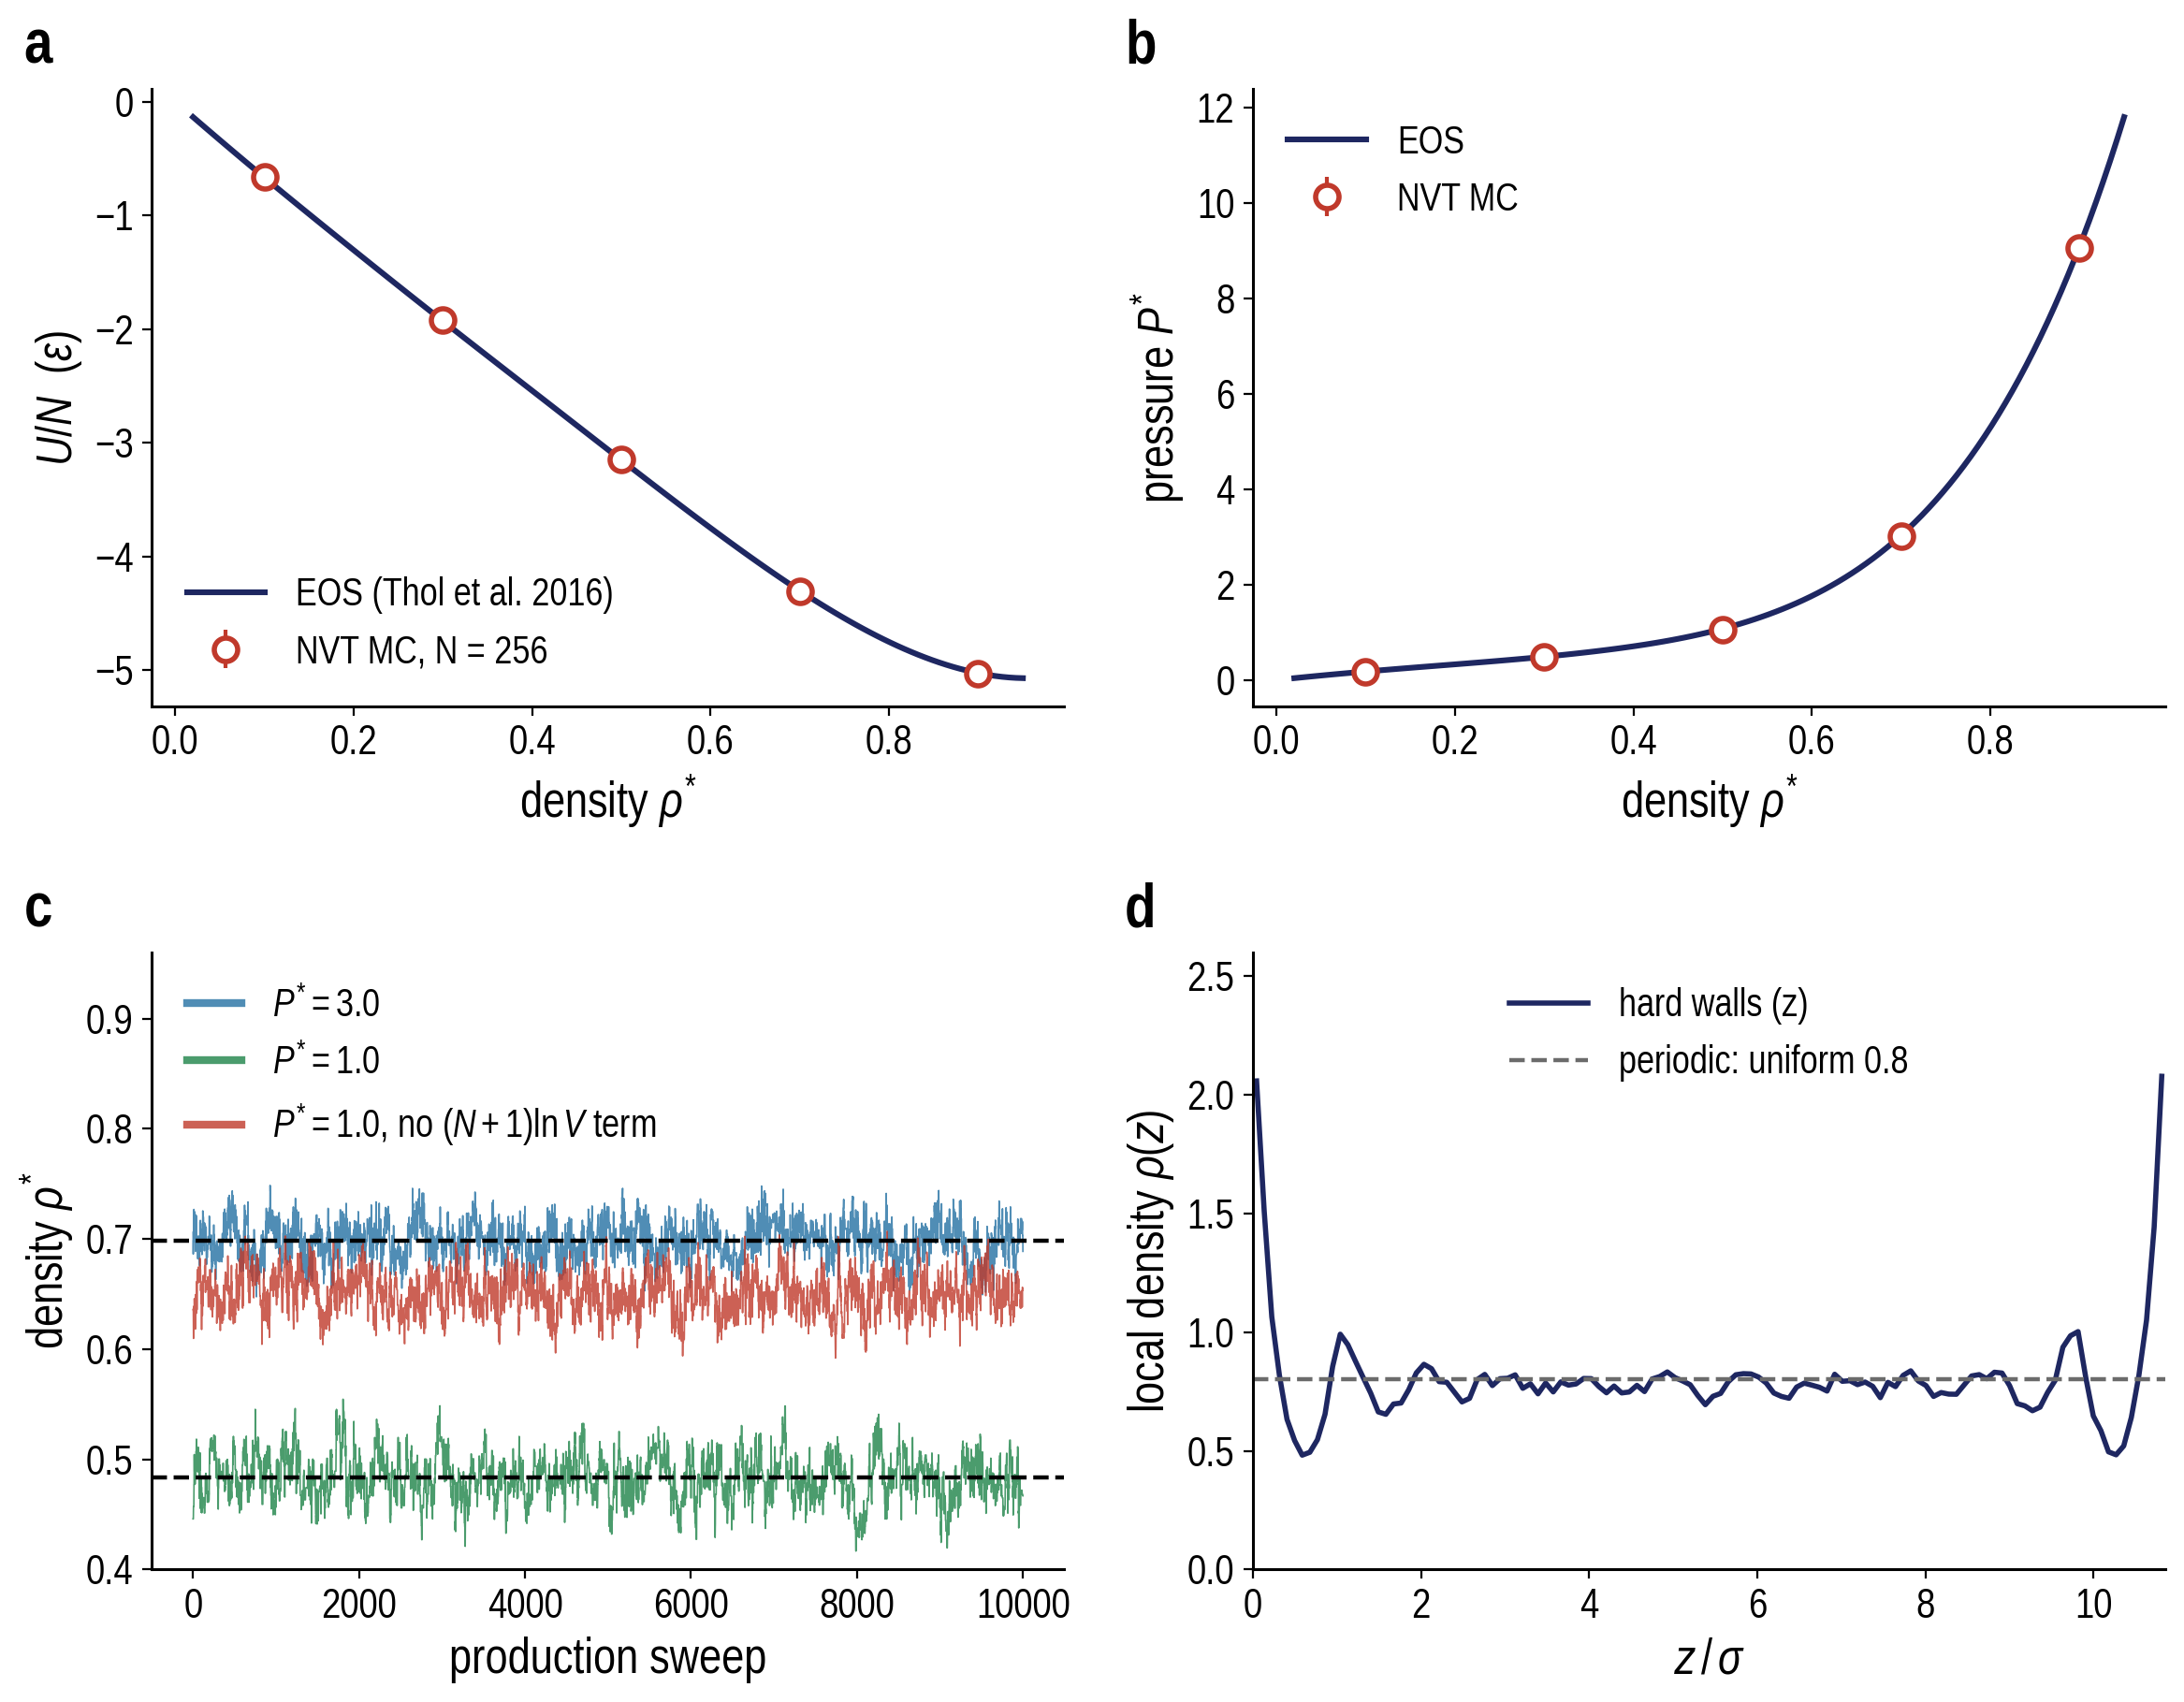 a
0
−1
−2
−3
−4
−5
U/N (ε)
EOS (Thol et al. 2016)
NVT MC, N = 256
0.0 0.2 0.4 0.6 0.8
density ρ*
b
12
10
8
6
4
2
0
pressure P*
EOS
NVT MC
0.0 0.2 0.4 0.6 0.8
density ρ*
c
0.9
0.8
0.7
0.6
0.5
0.4
density ρ*
P* = 3.0
P* = 1.0
P* = 1.0, no (N + 1)ln V term
0 2000 4000 6000 8000 10000
production sweep
d
2.5
2.0
1.5
1.0
0.5
0.0
local density ρ(z)
hard walls (z)
periodic: uniform 0.8
0 2 4 6 8 10
z / σ